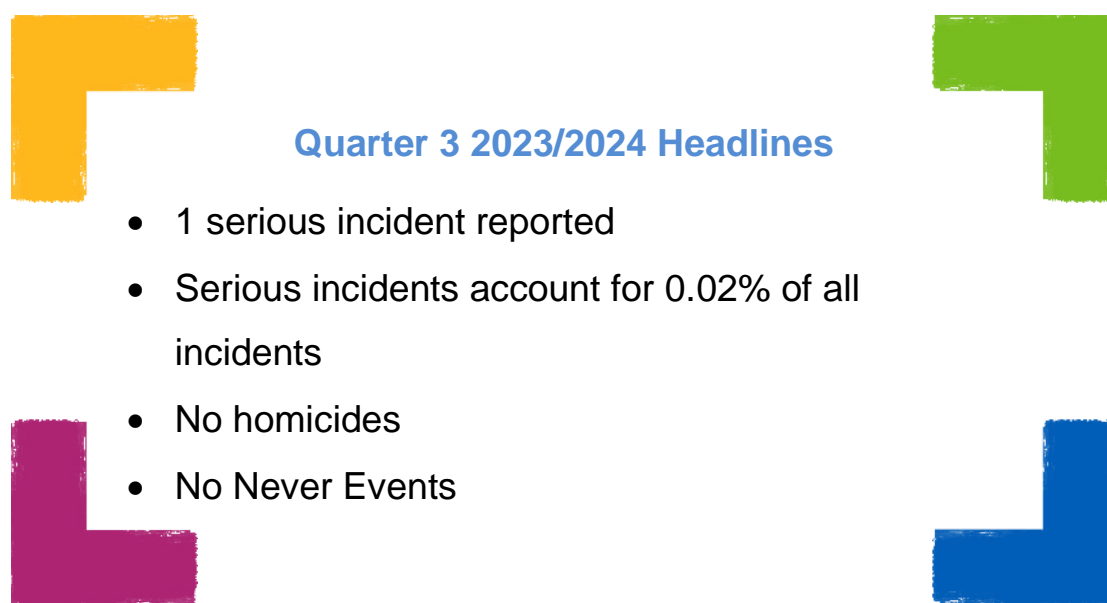 Quarter 3 2023/2024 Headlines
• 1 serious incident reported
• Serious incidents account for 0.02% of all
incidents
• No homicides
• No Never Events